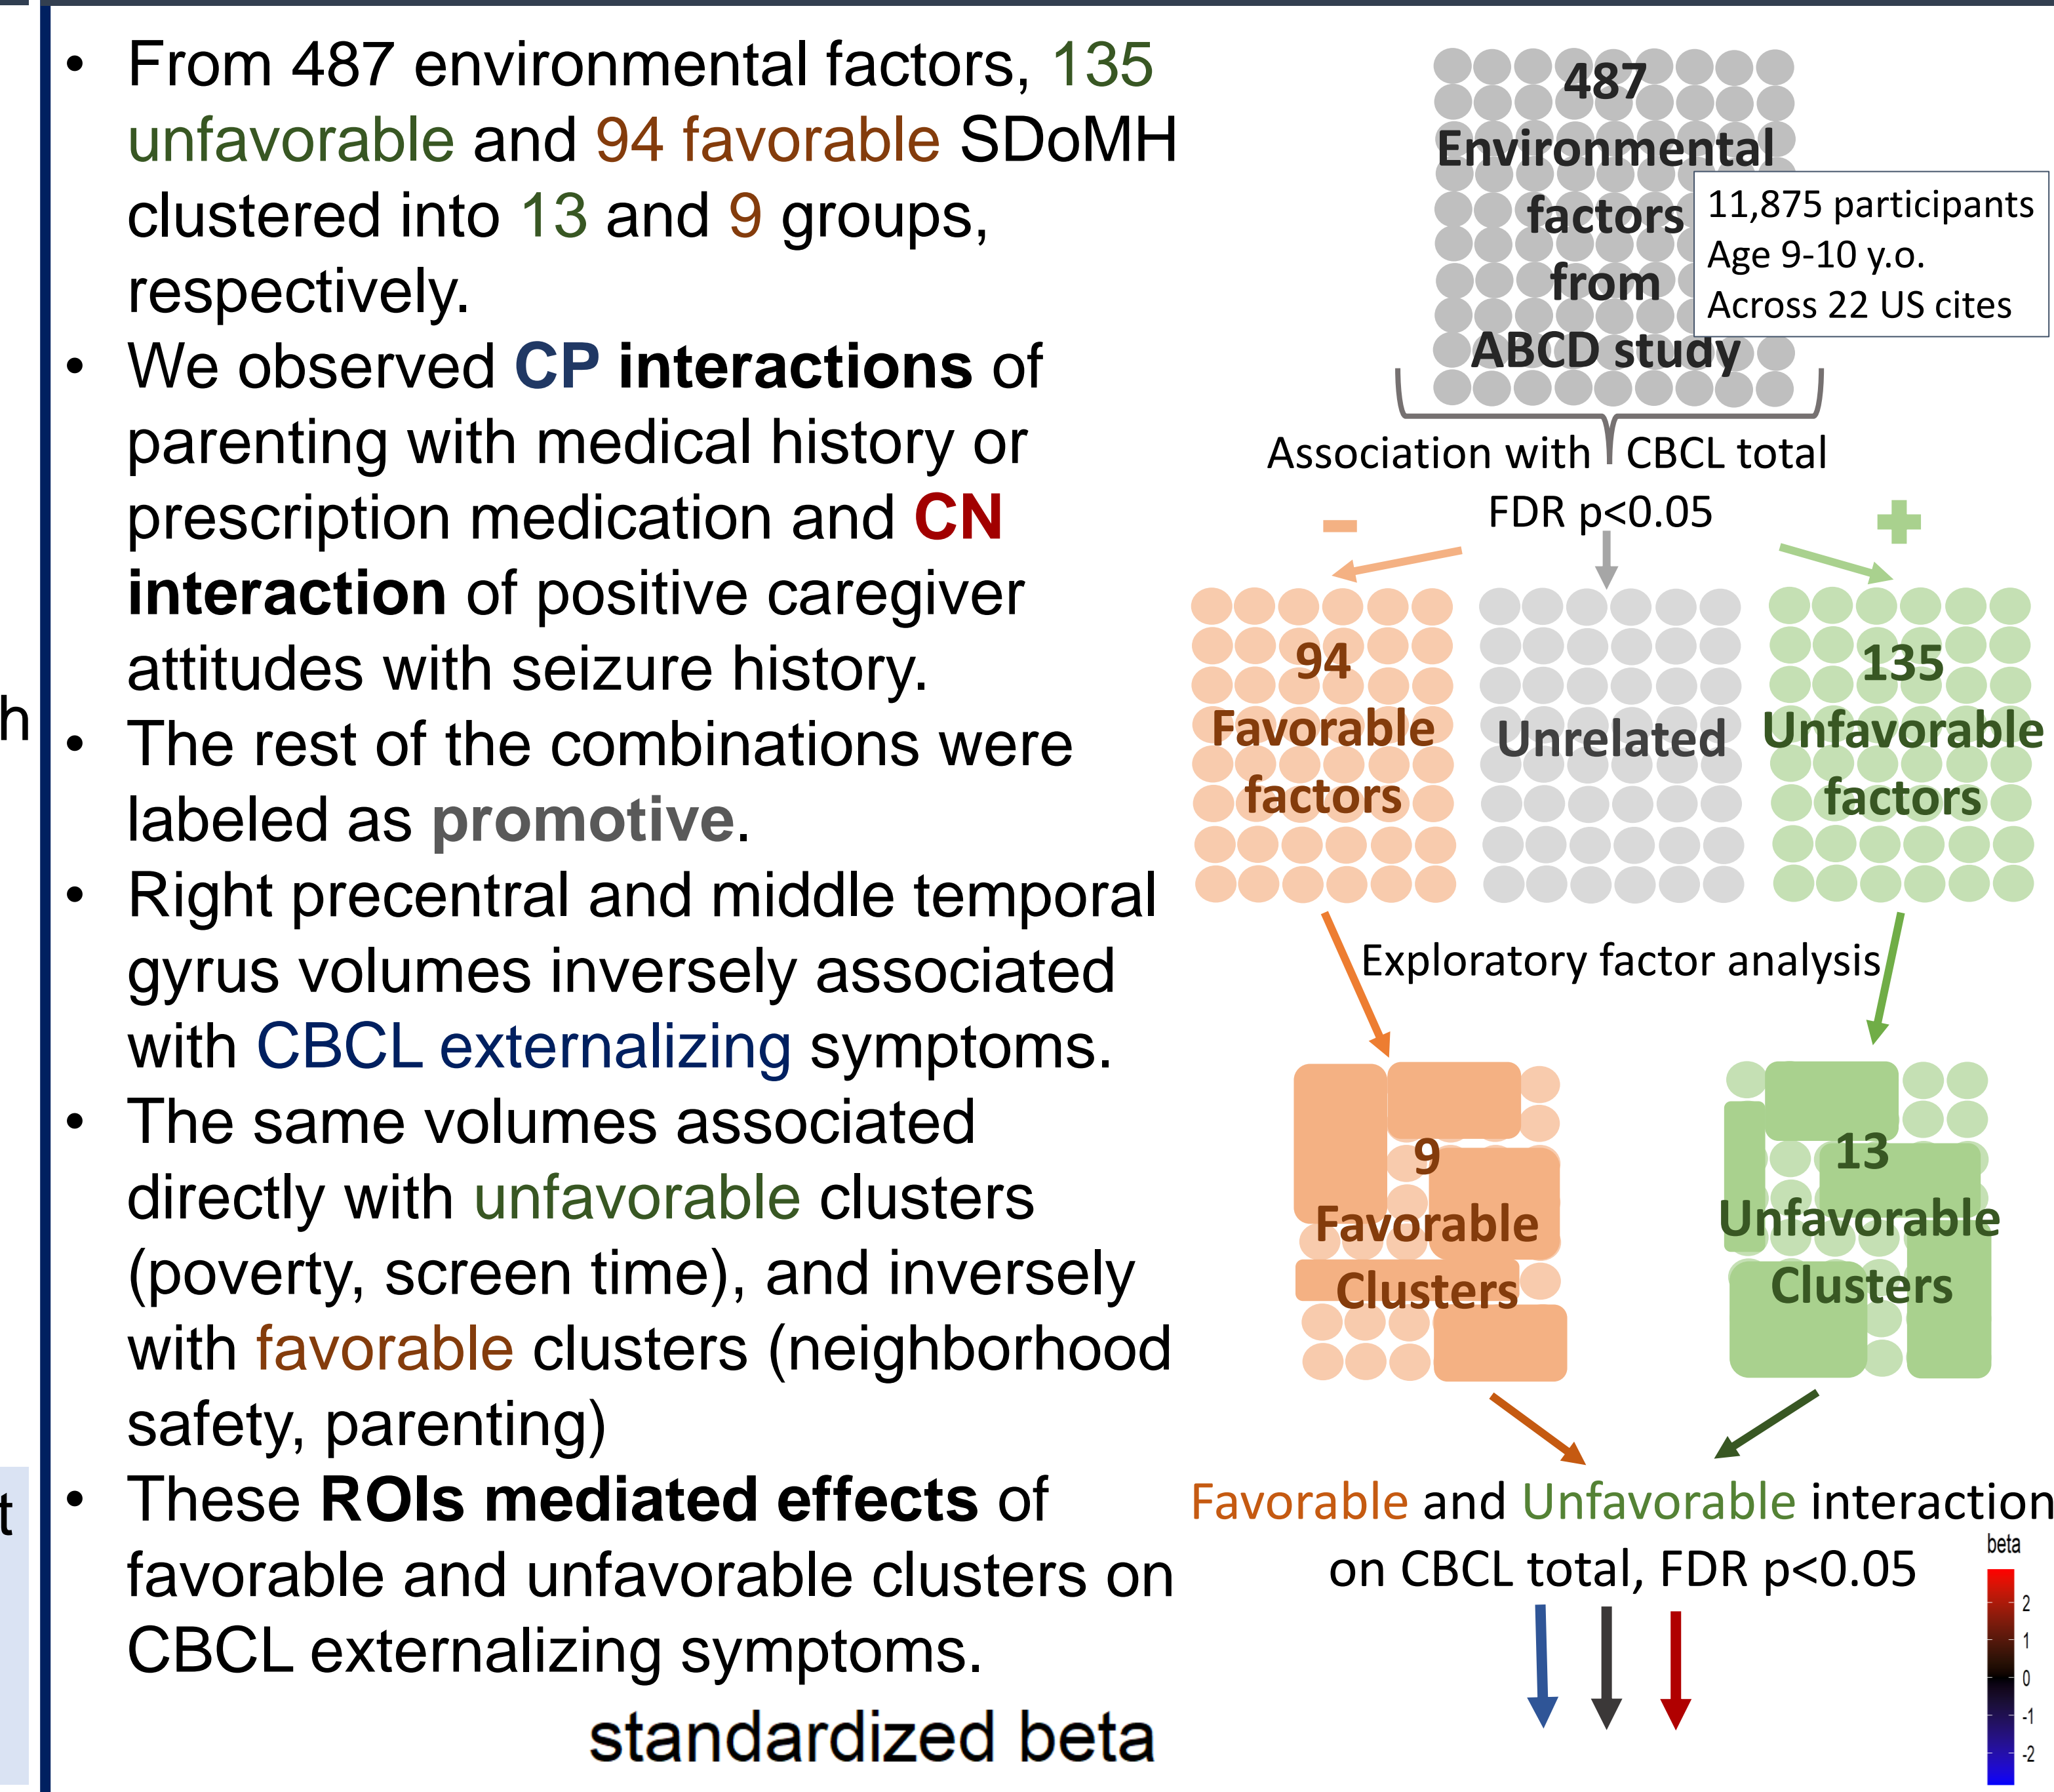 h
t
• From 487 environmental factors, 135
unfavorable and 94 favorable SDoMH
clustered into 13 and 9 groups,
respectively.
• We observed CP interactions of
parenting with medical history or
prescription medication and CN
interaction of positive caregiver
attitudes with seizure history.
• The rest of the combinations were
labeled as promotive.
• Right precentral and middle temporal
gyrus volumes inversely associated
with CBCL externalizing symptoms.
• The same volumes associated
directly with unfavorable clusters
(poverty, screen time), and inversely
with favorable clusters (neighborhood
safety, parenting)
• These ROIs mediated effects of
favorable and unfavorable clusters on
CBCL externalizing symptoms.
standardized beta
487
Environmental
factors
from
ABCD study
11,875 participants
Age 9-10 y.o.
Across 22 US cites
Association with CBCL total
FDR p<0.05
-
+
94
Favorable
factors
Unrelated
135
Unfavorable
factors
Exploratory factor analysis
9
Favorable
Clusters
13
Unfavorable
Clusters
Favorable and Unfavorable interaction
on CBCL total, FDR p<0.05
beta
2
1
0
-1
-2